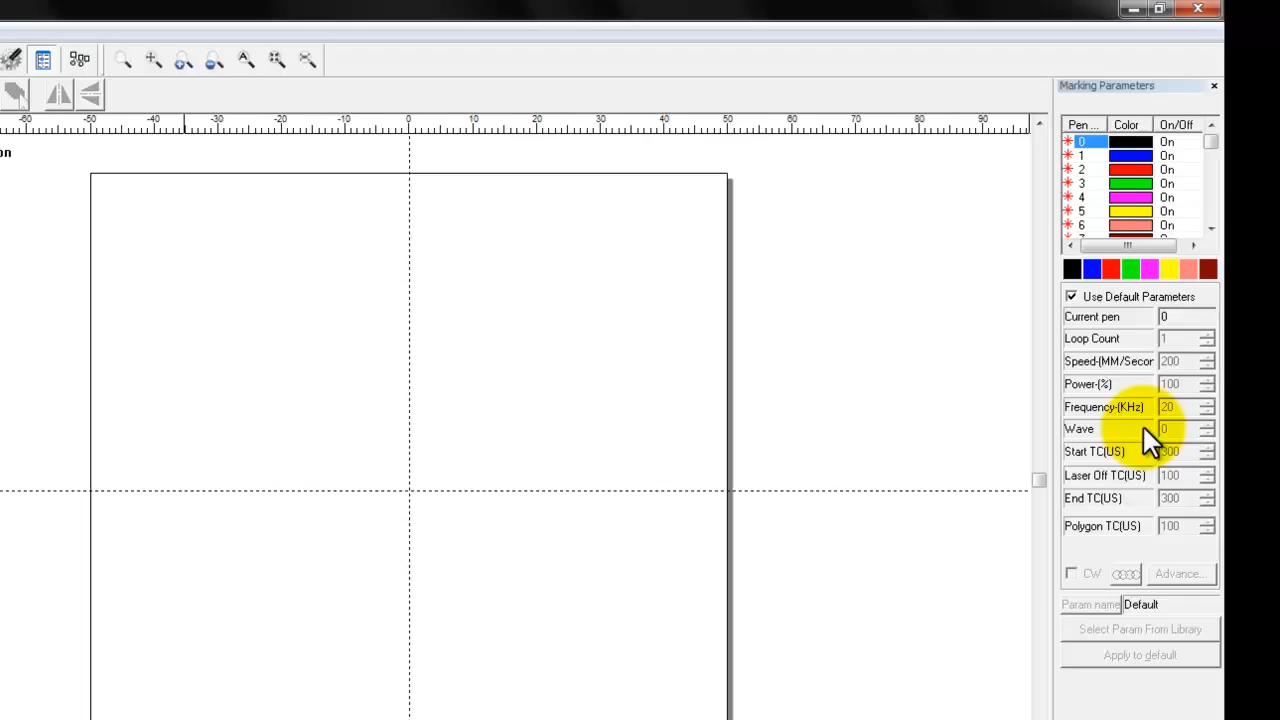 Marking Parameters
-60 -50 -40 -30 -20 -10 0 10 20 30 40 50 60 70 80 90
on
Pen ... Color On/Off
0 On
1 On
2 On
3 On
4 On
5 On
6 On
Use Default Parameters
Current pen 0
Loop Count 1
Speed-(MM/Secor 200
Power-(%) 100
Frequency-(KHz) 20
Wave 0
Start TC(US) 300
Laser Off TC(US) 100
End TC(US) 300
Polygon TC(US) 100
CW Advance...
Param name Default
Select Param From Library
Apply to default